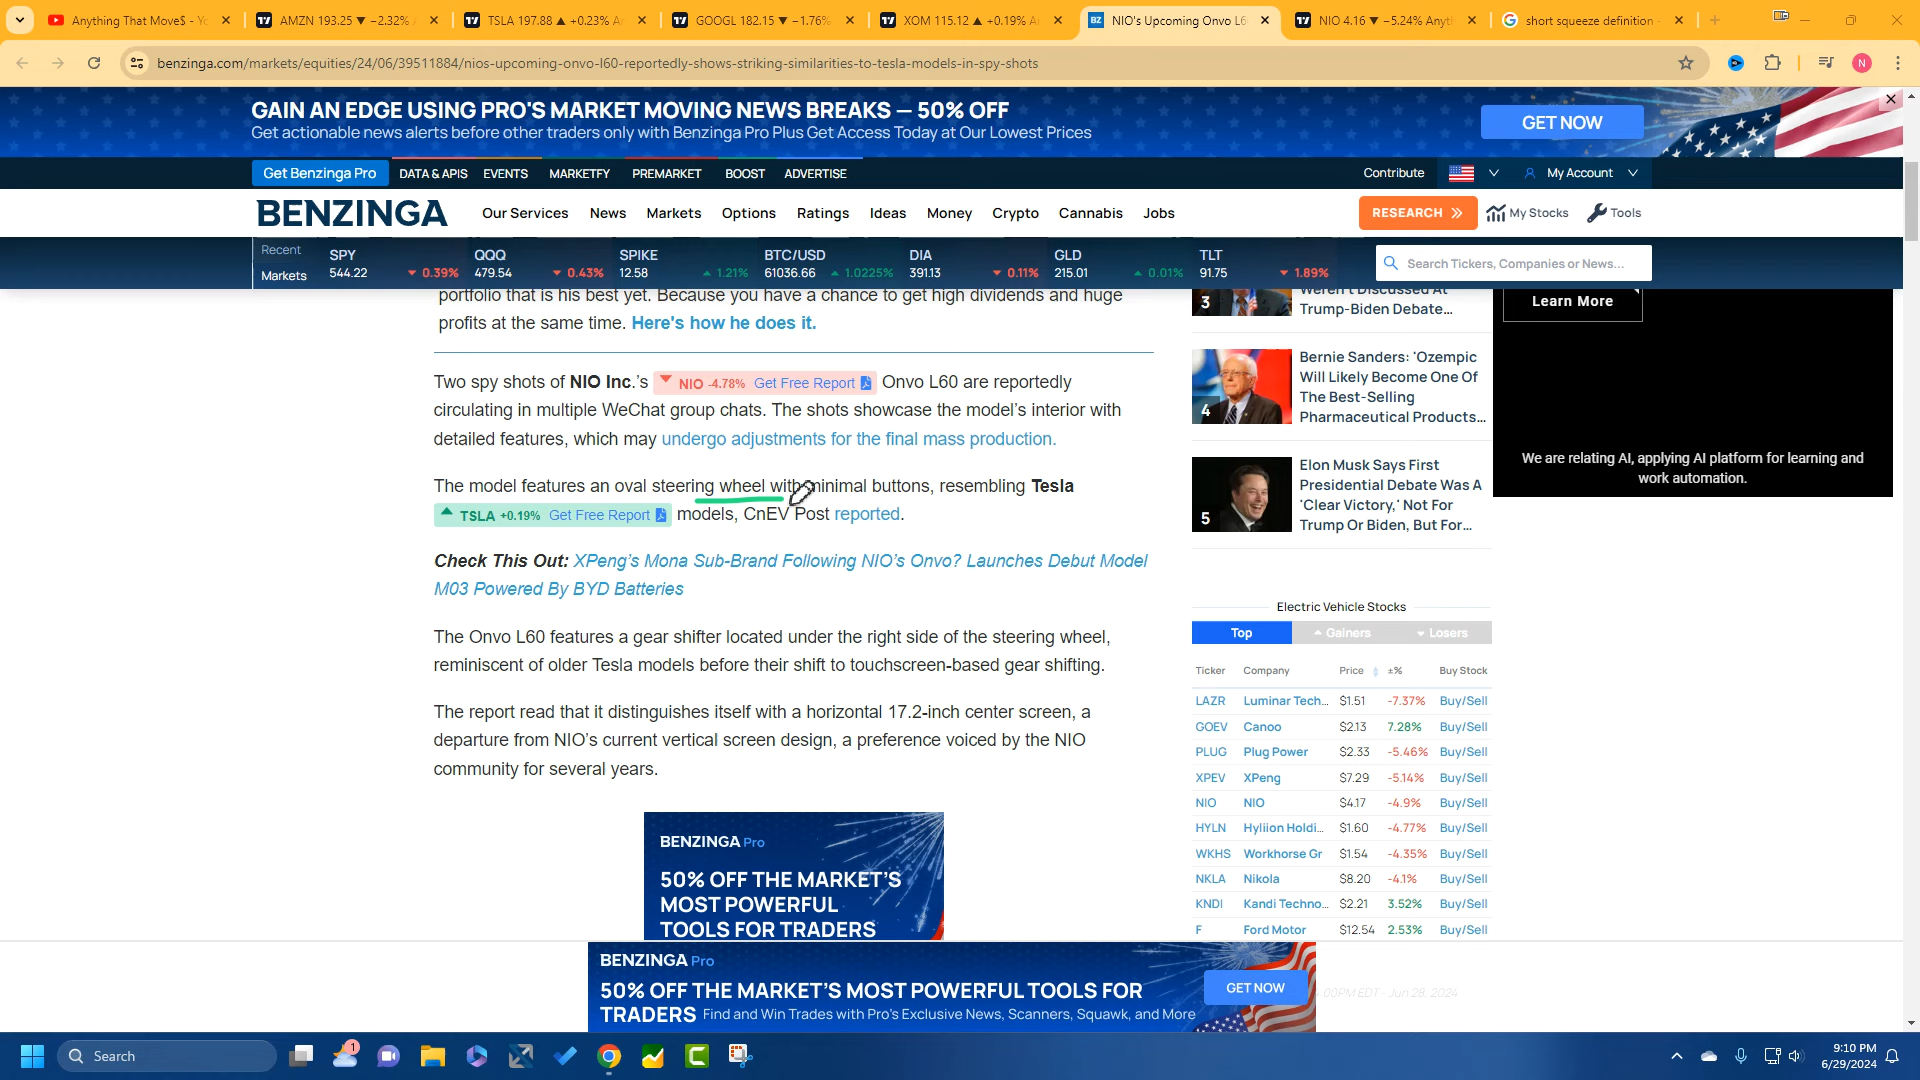 Anything That Move$ - Yo
AMZN 193.25 ▼ −2.32%
TSLA 197.88 ▲ +0.23% A
GOOGL 182.15 ▼ −1.76%
XOM 115.12 ▲ +0.19% A
NIO's Upcoming Onvo L6
NIO 4.16 ▼ −5.24% Anyt
short squeeze definition -
benzinga.com/markets/equities/24/06/39511884/nios-upcoming-onvo-l60-reportedly-shows-striking-similarities-to-tesla-models-in-spy-shots
N
GAIN AN EDGE USING PRO'S MARKET MOVING NEWS BREAKS — 50% OFF
Get actionable news alerts before other traders only with Benzinga Pro Plus Get Access Today at Our Lowest Prices
GET NOW
Get Benzinga Pro DATA & APIS EVENTS MARKETFY PREMARKET BOOST ADVERTISE
Contribute My Account
BENZINGA Our Services News Markets Options Ratings Ideas Money Crypto Cannabis Jobs
RESEARCH My Stocks Tools
Recent SPY QQQ SPIKE BTC/USD DIA GLD TLT
Markets 544.22 ▼ 0.39% 479.54 ▼ 0.43% 12.58 ▲ 1.21% 61036.66 ▲ 1.0225% 391.13 ▼ 0.11% 215.01 ▲ 0.01% 91.75 ▼ 1.89%
Search Tickers, Companies or News...
portfolio that is his best yet. Because you have a chance to get high dividends and huge
profits at the same time. Here's how he does it.
Two spy shots of NIO Inc.'s ▼ NIO -4.78% Get Free Report Onvo L60 are reportedly
circulating in multiple WeChat group chats. The shots showcase the model's interior with
detailed features, which may undergo adjustments for the final mass production.
The model features an oval steering wheel with minimal buttons, resembling Tesla
▲ TSLA +0.19% Get Free Report models, CnEV Post reported.
Check This Out: XPeng's Mona Sub-Brand Following NIO's Onvo? Launches Debut Model
M03 Powered By BYD Batteries
The Onvo L60 features a gear shifter located under the right side of the steering wheel,
reminiscent of older Tesla models before their shift to touchscreen-based gear shifting.
The report read that it distinguishes itself with a horizontal 17.2-inch center screen, a
departure from NIO's current vertical screen design, a preference voiced by the NIO
community for several years.
BENZINGA Pro
50% OFF THE MARKET'S
MOST POWERFUL
TOOLS FOR TRADERS
3
Weren't Discussed At
Trump-Biden Debate...
4
Bernie Sanders: 'Ozempic
Will Likely Become One Of
The Best-Selling
Pharmaceutical Products...
5
Elon Musk Says First
Presidential Debate Was A
'Clear Victory,' Not For
Trump Or Biden, But For...
Learn More
We are relating AI, applying AI platform for learning and
work automation.
Electric Vehicle Stocks
Top Gainers Losers
Ticker Company Price ±% Buy Stock
LAZR Luminar Tech... $1.51 -7.37% Buy/Sell
GOEV Canoo $2.13 7.28% Buy/Sell
PLUG Plug Power $2.33 -5.46% Buy/Sell
XPEV XPeng $7.29 -5.14% Buy/Sell
NIO NIO $4.17 -4.9% Buy/Sell
HYLN Hyliion Holdi... $1.60 -4.77% Buy/Sell
WKHS Workhorse Gr $1.54 -4.35% Buy/Sell
NKLA Nikola $8.20 -4.1% Buy/Sell
KNDI Kandi Techno... $2.21 3.52% Buy/Sell
F Ford Motor $12.54 2.53% Buy/Sell
BENZINGA Pro
50% OFF THE MARKET'S MOST POWERFUL TOOLS FOR
TRADERS Find and Win Trades with Pro's Exclusive News, Scanners, Squawk, and More
GET NOW
:00PM EDT - Jun 28, 2024
Search
1
9:10 PM
6/29/2024